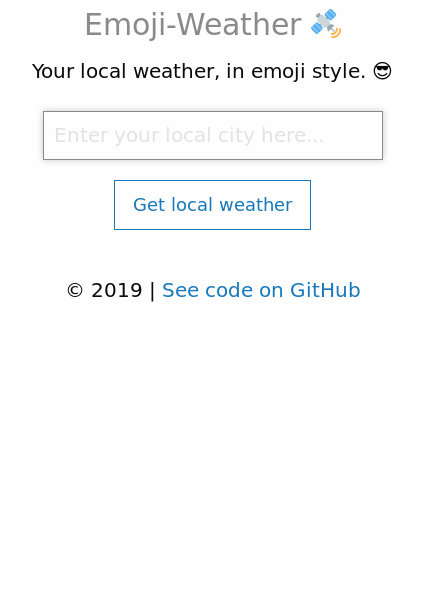 Emoji-Weather 🛰️
Your local weather, in emoji style. 😎
Enter your local city here...
Get local weather
© 2019 | See code on GitHub